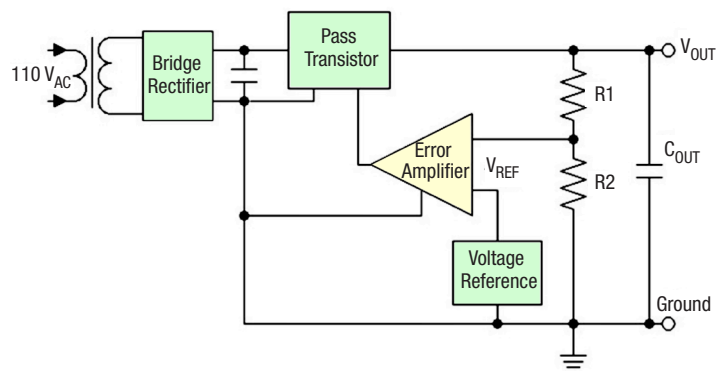 110 VAC
Bridge
Rectifier
Pass
Transistor
VOUT
R1
Error
Amplifier
VREF
R2
COUT
Voltage
Reference
Ground